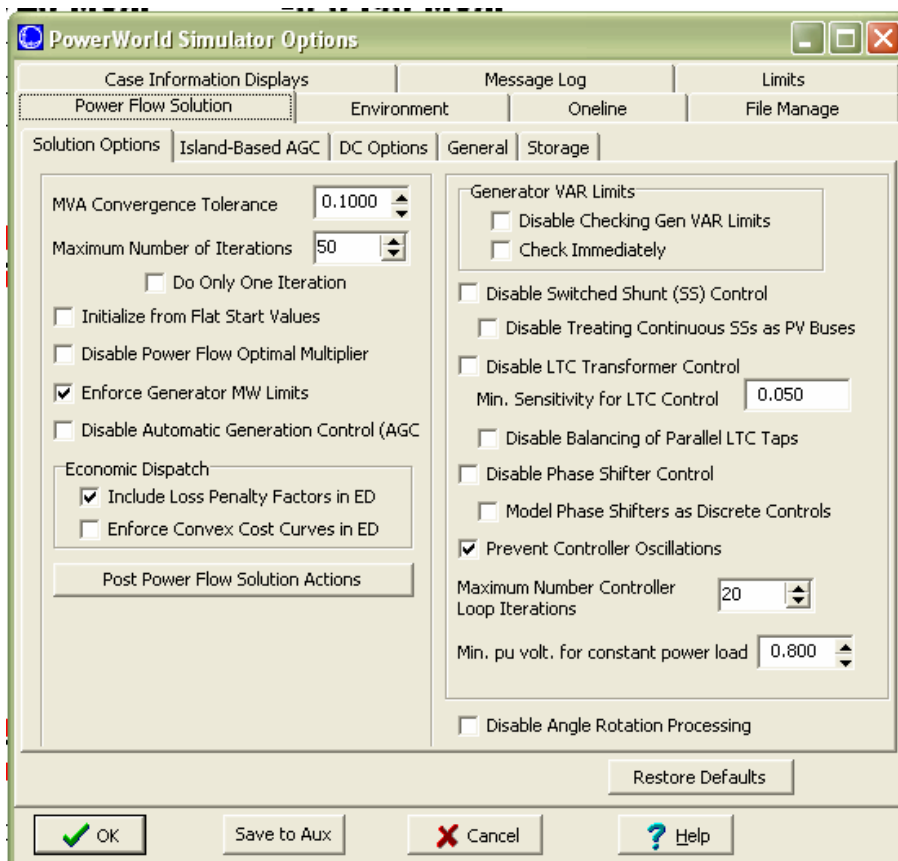 PowerWorld Simulator Options
Case Information Displays Message Log Limits
Power Flow Solution Environment Oneline File Manage
Solution Options Island-Based AGC DC Options General Storage
MVA Convergence Tolerance 0.1000
Maximum Number of Iterations 50
Do Only One Iteration
Initialize from Flat Start Values
Disable Power Flow Optimal Multiplier
Enforce Generator MW Limits
Disable Automatic Generation Control (AGC
Economic Dispatch
Include Loss Penalty Factors in ED
Enforce Convex Cost Curves in ED
Post Power Flow Solution Actions
Generator VAR Limits
Disable Checking Gen VAR Limits
Check Immediately
Disable Switched Shunt (SS) Control
Disable Treating Continuous SSs as PV Buses
Disable LTC Transformer Control
Min. Sensitivity for LTC Control 0.050
Disable Balancing of Parallel LTC Taps
Disable Phase Shifter Control
Model Phase Shifters as Discrete Controls
Prevent Controller Oscillations
Maximum Number Controller
Loop Iterations 20
Min. pu volt. for constant power load 0.800
Disable Angle Rotation Processing
Restore Defaults
OK Save to Aux Cancel ? Help